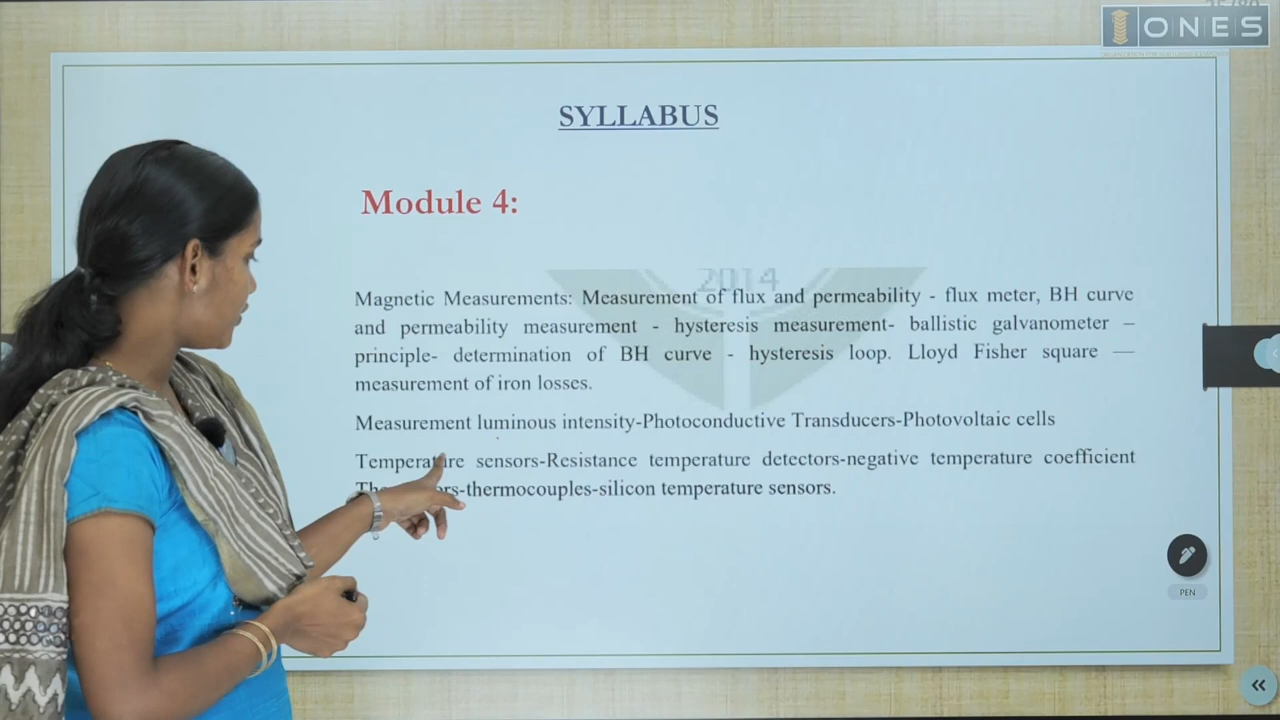 ONES
SYLLABUS
Module 4:
2014
Magnetic Measurements: Measurement of flux and permeability - flux meter, BH curve
and permeability measurement - hysteresis measurement- ballistic galvanometer –
principle- determination of BH curve - hysteresis loop. Lloyd Fisher square —
measurement of iron losses.
Measurement luminous intensity-Photoconductive Transducers-Photovoltaic cells
Temperature sensors-Resistance temperature detectors-negative temperature coefficient
-thermocouples-silicon temperature sensors.
PEN